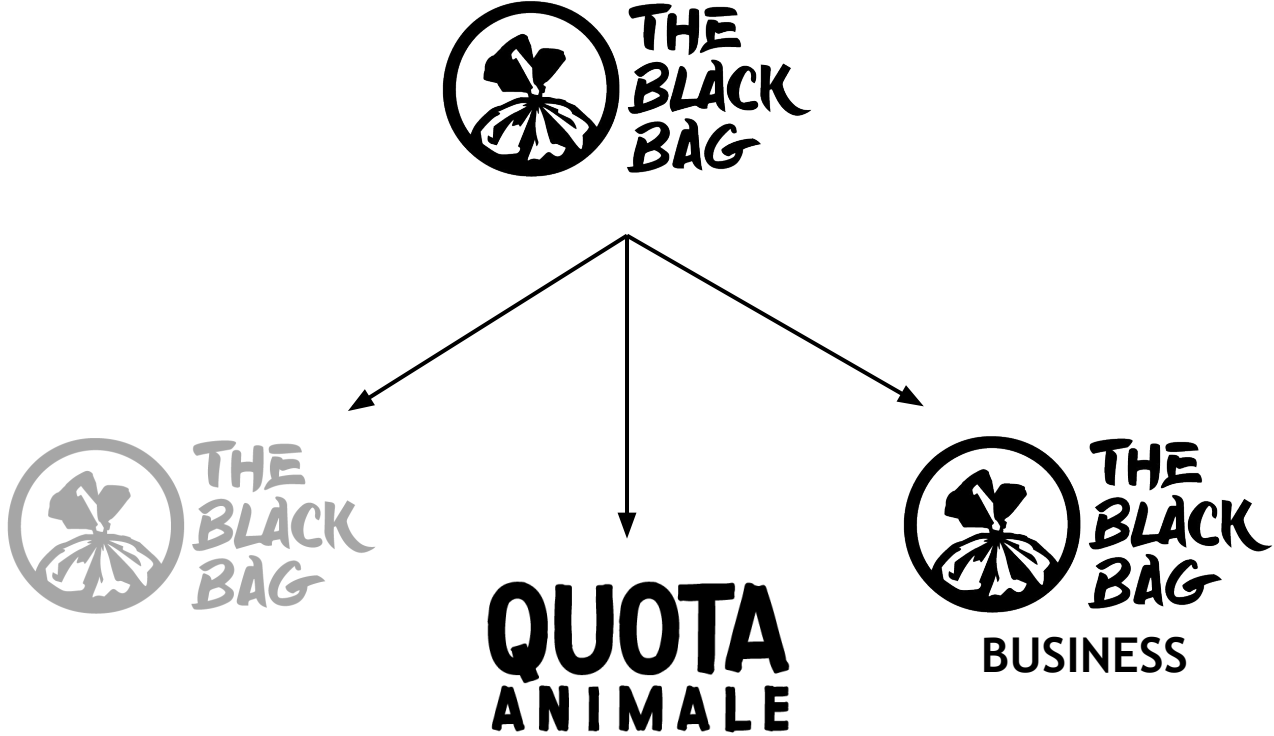 THE
BLACK
BAG
THE
BLACK
BAG
QUOTA
ANIMALE
THE
BLACK
BAG
BUSINESS